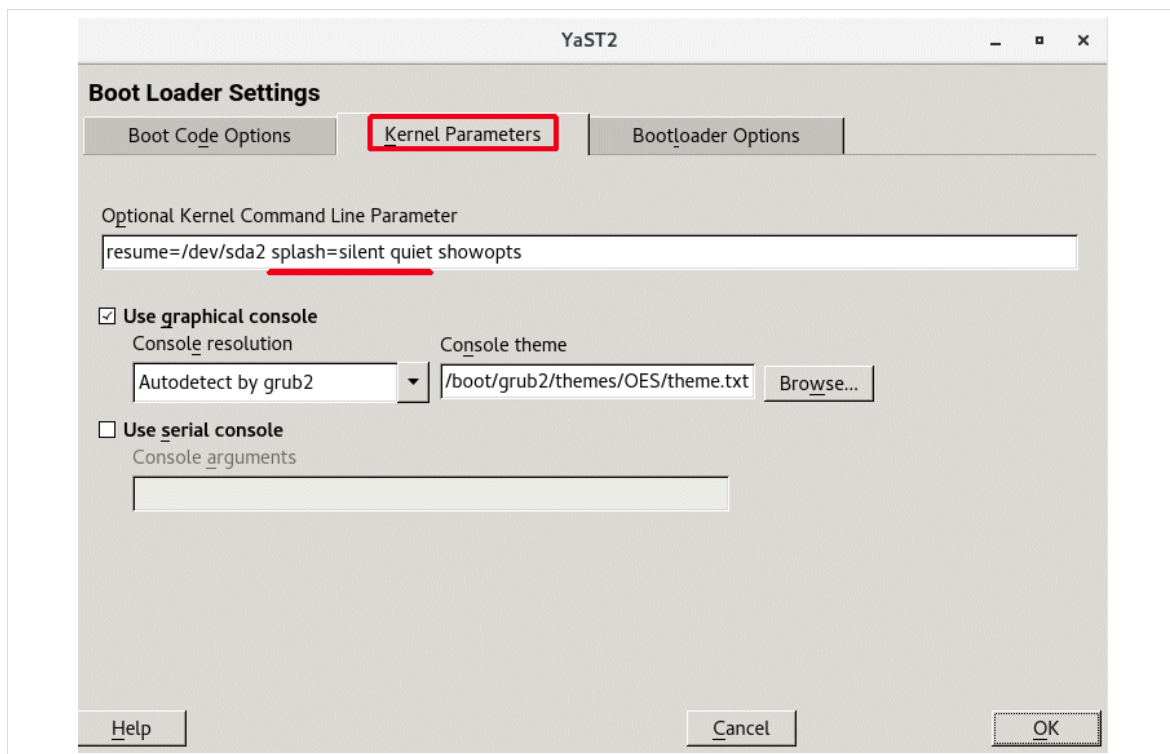 YaST2
Boot Loader Settings
Boot Code Options Kernel Parameters Bootloader Options
Optional Kernel Command Line Parameter
resume=/dev/sda2 splash=silent quiet showopts
Use graphical console
Console resolution Console theme
Autodetect by grub2 /boot/grub2/themes/OES/theme.txt Browse...
Use serial console
Console arguments
Help Cancel OK